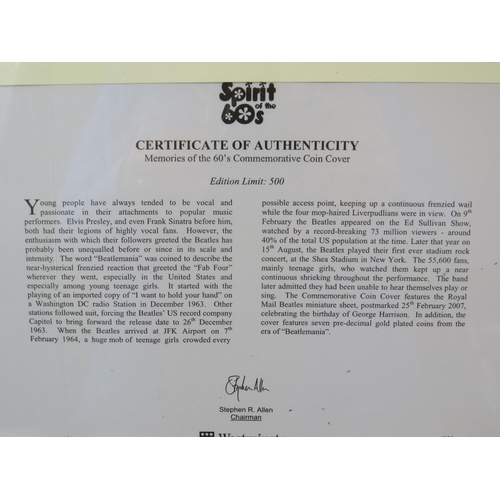 Spirit
of the
60s
CERTIFICATE OF AUTHENTICITY
Memories of the 60's Commemorative Coin Cover
Edition Limit: 500
Young people have always tended to be vocal and
passionate in their attachments to popular music
performers. Elvis Presley, and even Frank Sinatra before him,
both had their legions of highly vocal fans. However, the
enthusiasm with which their followers greeted the Beatles has
probably been unequalled before or since in its scale and
intensity. The word "Beatlemania" was coined to describe the
near-hysterical frenzied reaction that greeted the "Fab Four"
wherever they went, especially in the United States and
especially among young teenage girls. It started with the
playing of an imported copy of "I want to hold your hand" on
a Washington DC radio Station in December 1963. Other
stations followed suit, forcing the Beatles' US record company
Capitol to bring forward the release date to 26th December
1963. When the Beatles arrived at JFK Airport on 7th
February 1964, a huge mob of teenage girls crowded every
possible access point, keeping up a continuous frenzied wail
while the four mop-haired Liverpudlians were in view. On 9th
February the Beatles appeared on the Ed Sullivan Show,
watched by a record-breaking 73 million viewers - around
40% of the total US population at the time. Later that year on
15th August, the Beatles played their first ever stadium rock
concert, at the Shea Stadium in New York. The 55,600 fans,
mainly teenage girls, who watched them kept up a near
continuous shrieking throughout the performance. The band
later admitted they had been unable to hear themselves play or
sing. The Commemorative Coin Cover features the Royal
Mail Beatles miniature sheet, postmarked 25th February 2007,
celebrating the birthday of George Harrison. In addition, the
cover features seven pre-decimal gold plated coins from the
era of "Beatlemania".
Stephen Allen
Stephen R. Allen
Chairman